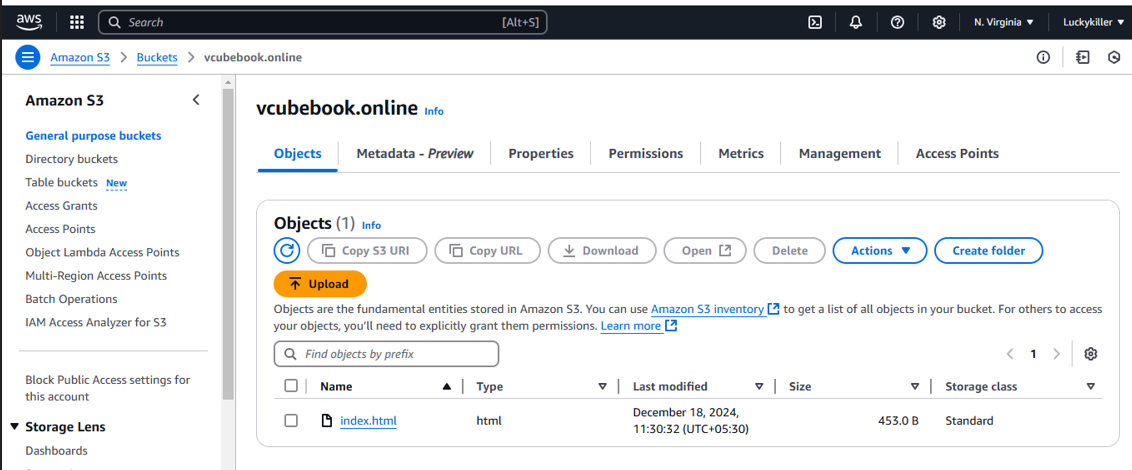 aws
Search [Alt+S]
N. Virginia
Luckykiller
Amazon S3 Buckets vcubebook.online
Amazon S3
General purpose buckets
Directory buckets
Table buckets New
Access Grants
Access Points
Object Lambda Access Points
Multi-Region Access Points
Batch Operations
IAM Access Analyzer for S3
Block Public Access settings for
this account
Storage Lens
Dashboards
vcubebook.online Info
Objects Metadata - Preview Properties Permissions Metrics Management Access Points
Objects (1) Info
Copy S3 URI Copy URL Download Open Delete Actions Create folder
Upload
Objects are the fundamental entities stored in Amazon S3. You can use Amazon S3 inventory to get a list of all objects in your bucket. For others to access
your objects, you'll need to explicitly grant them permissions. Learn more
Find objects by prefix
1
Name Type Last modified Size Storage class
index.html html December 18, 2024, 453.0 B Standard
11:30:32 (UTC+05:30)